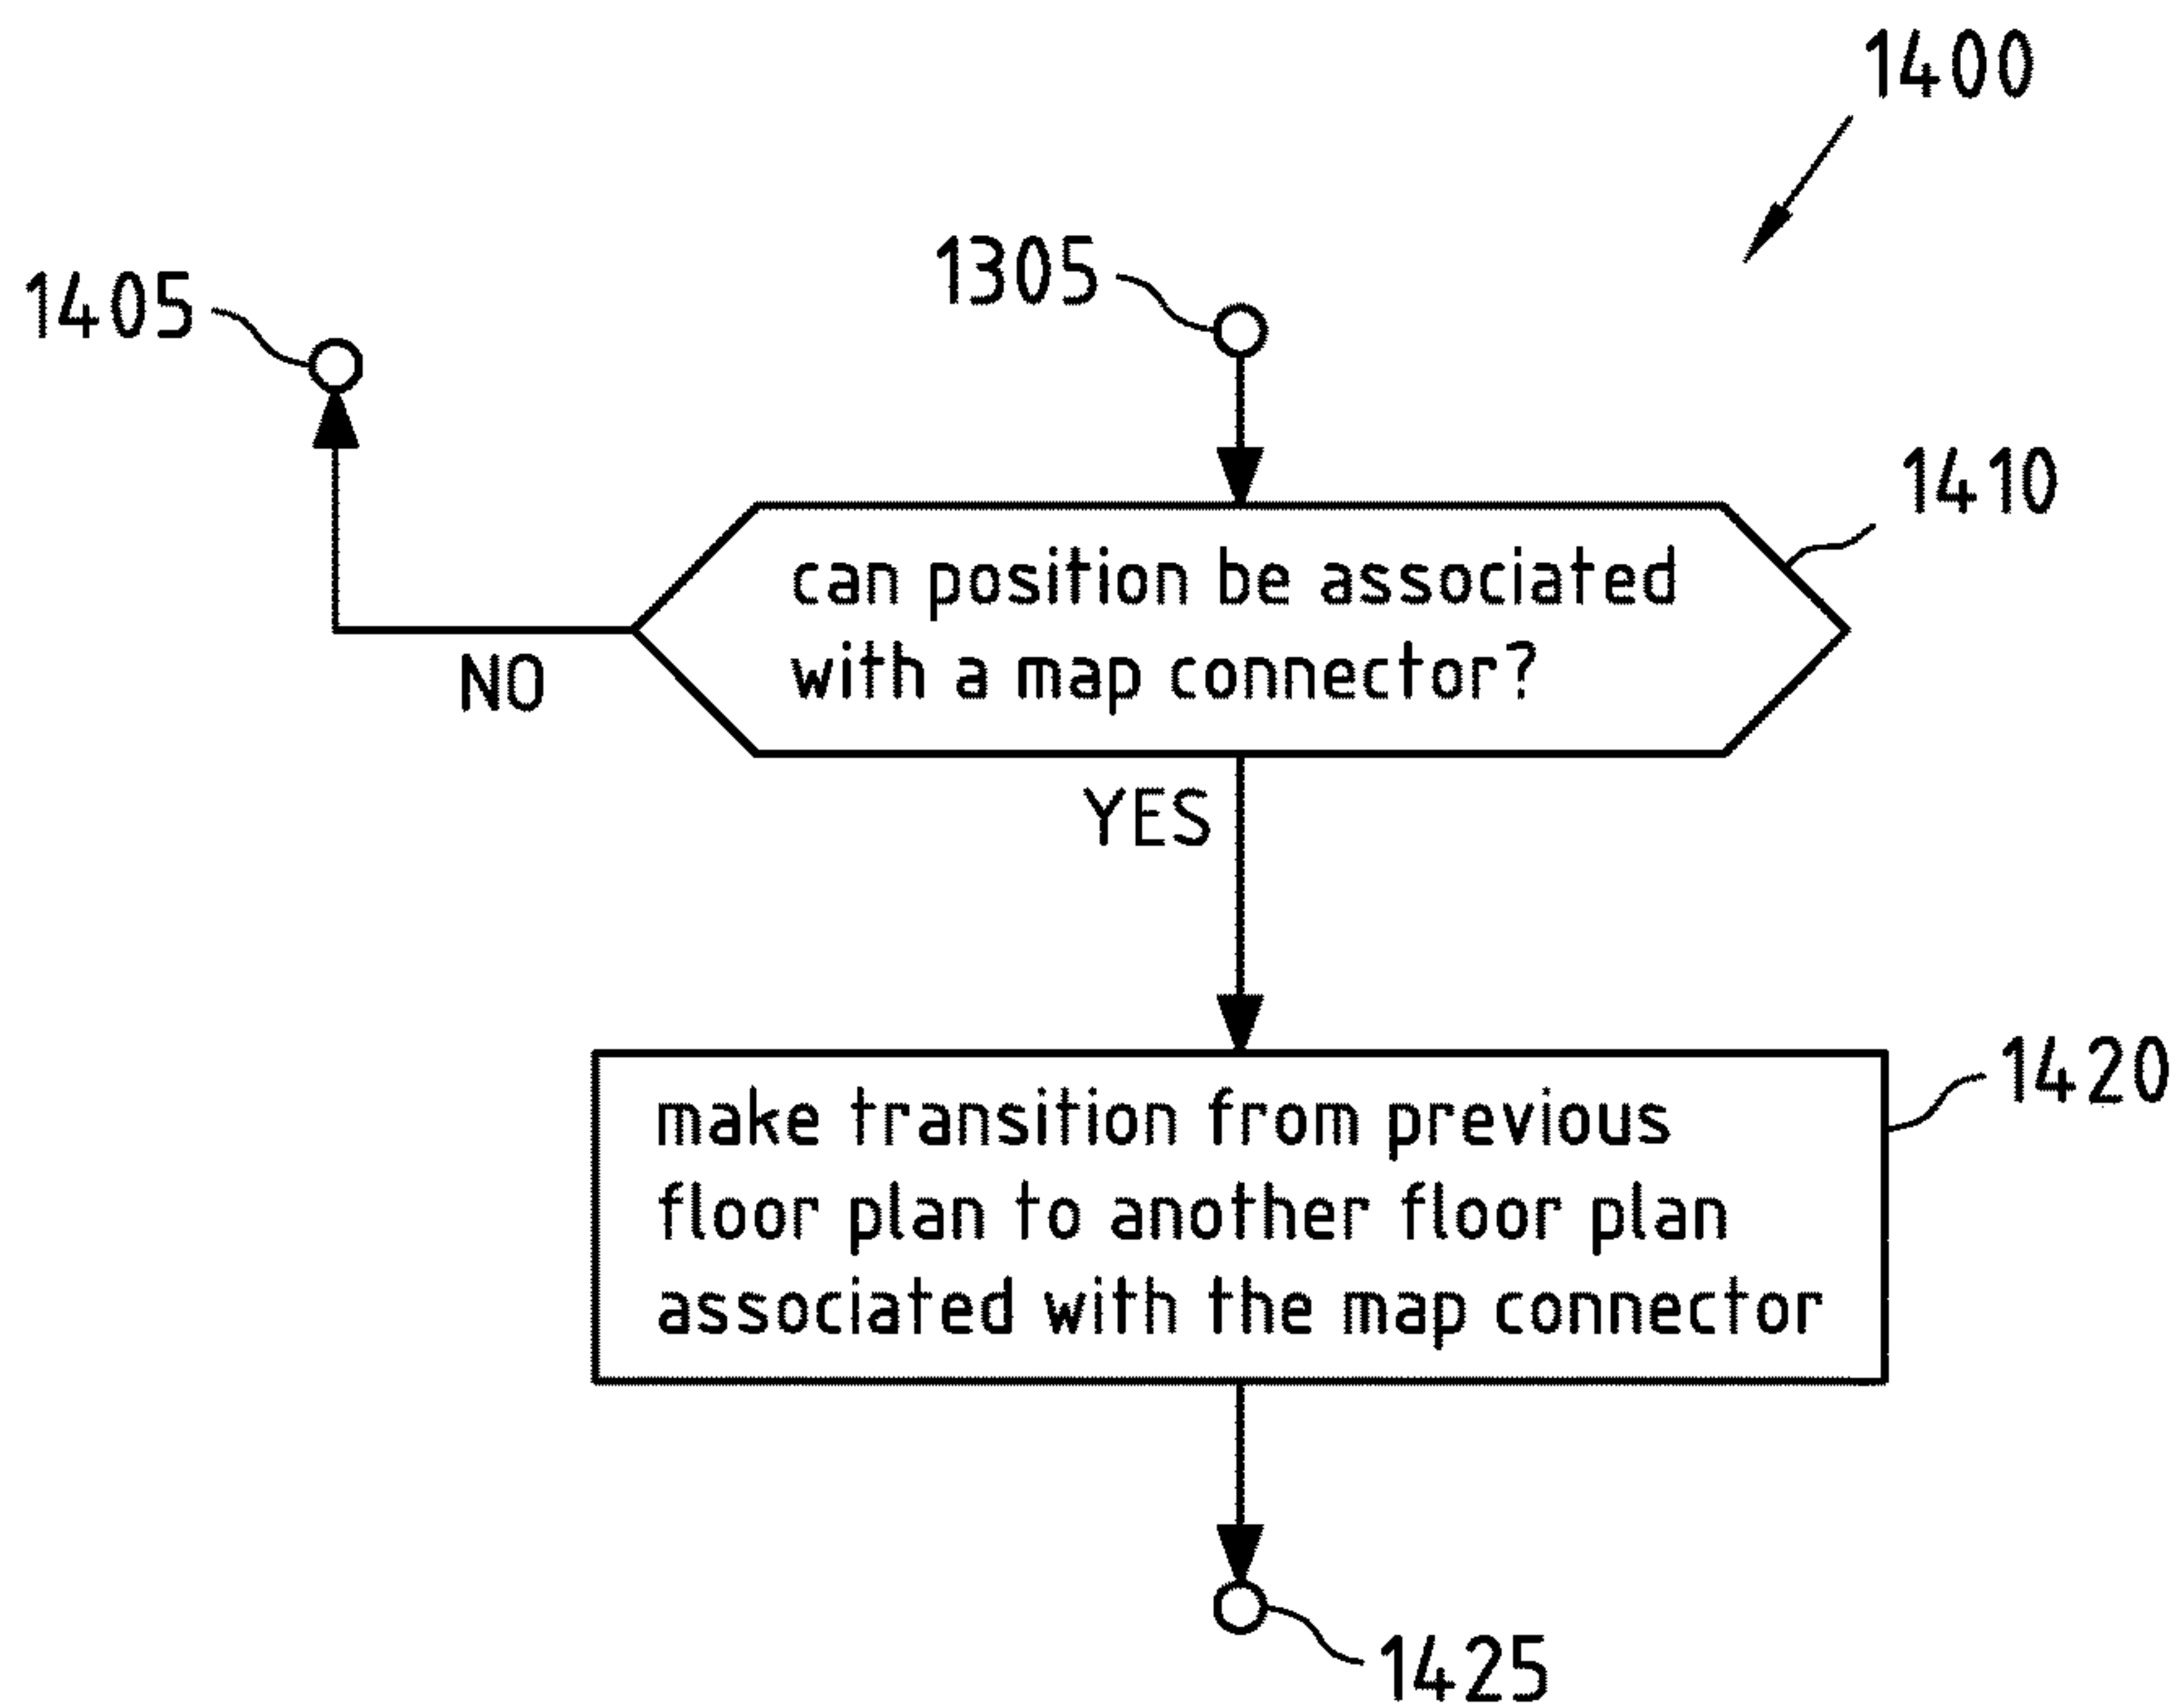 1400
1305
1405
1410
can position be associated
with a map connector?
NO
YES
1420
make transition from previous
floor plan to another floor plan
associated with the map connector
1425